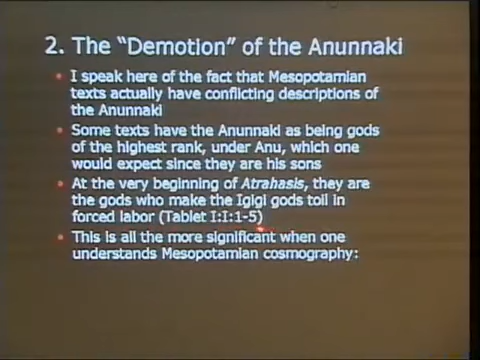 2. The “Demotion” of the Anunnaki
• I speak here of the fact that Mesopotamian
texts actually have conflicting descriptions of
the Anunnaki
• Some texts have the Anunnaki as being gods
of the highest rank, under Anu, which one
would expect since they are his sons
• At the very beginning of Atrahasis, they are
the gods who make the Igigi gods toil in
forced labor (Tablet I:I:1-5)
• This is all the more significant when one
understands Mesopotamian cosmography: